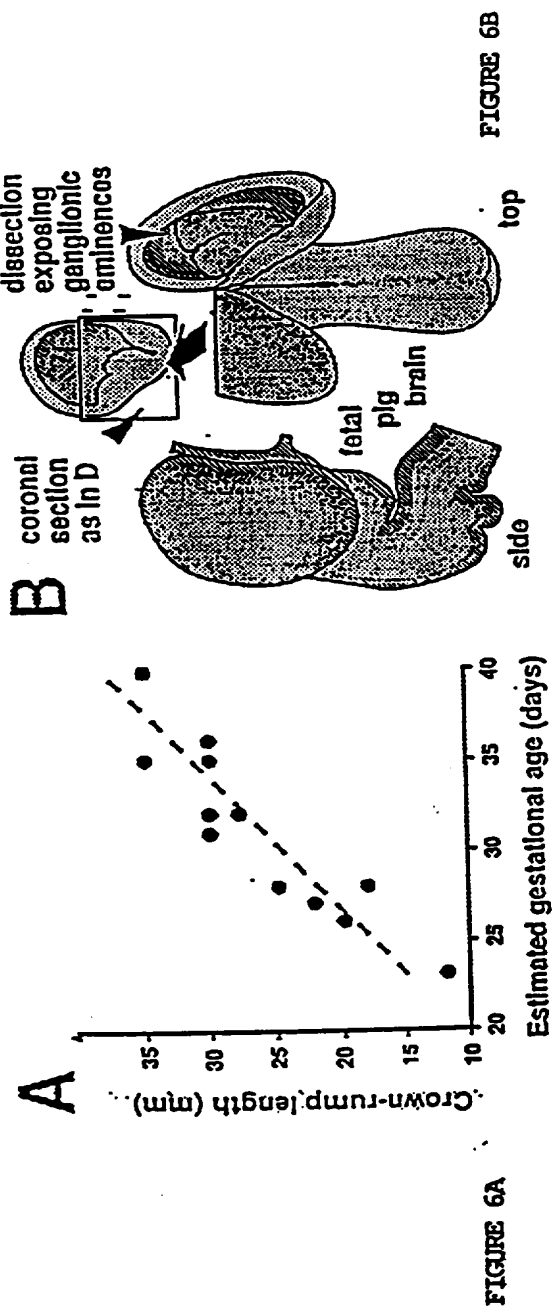 FIGURE 6A
A
Crown-rump length (mm)
35
30
25
20
15
10
20
25
30
35
40
Estimated gestational age (days)
B
coronal
section
as in D
dissection
exposing
ganglionic
aminencos
fetal
pig
brain
side
top
FIGURE 6B